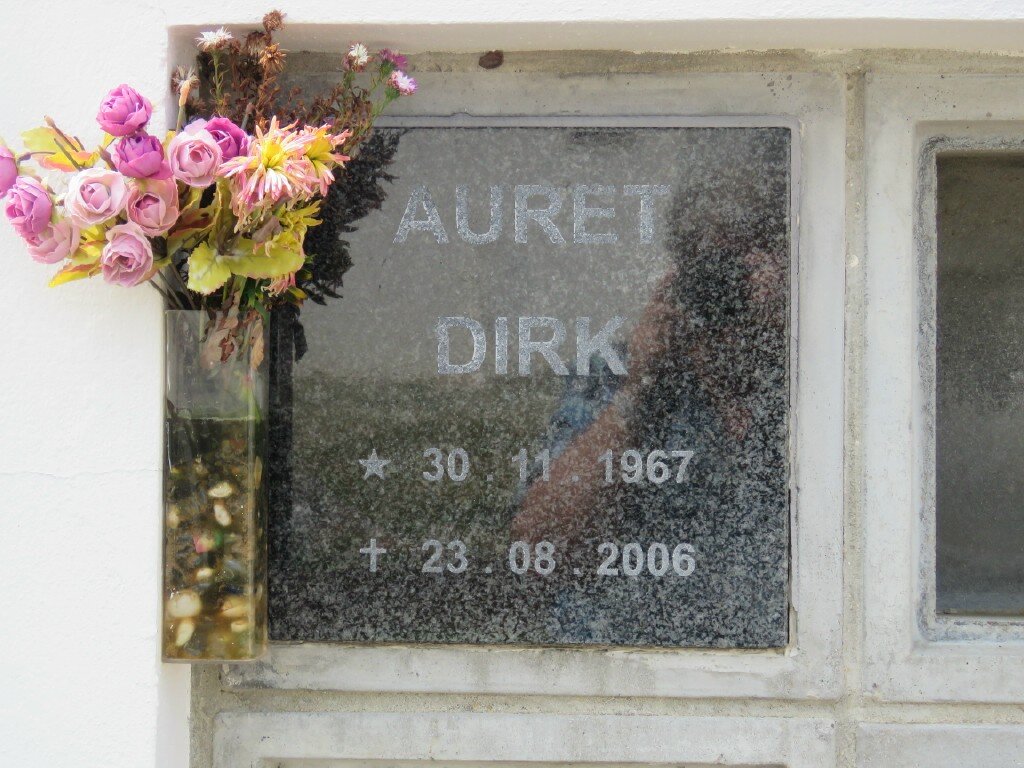 AURET
DIRK
★ 30 . 11 . 1967
✝ 23 . 08 . 2006